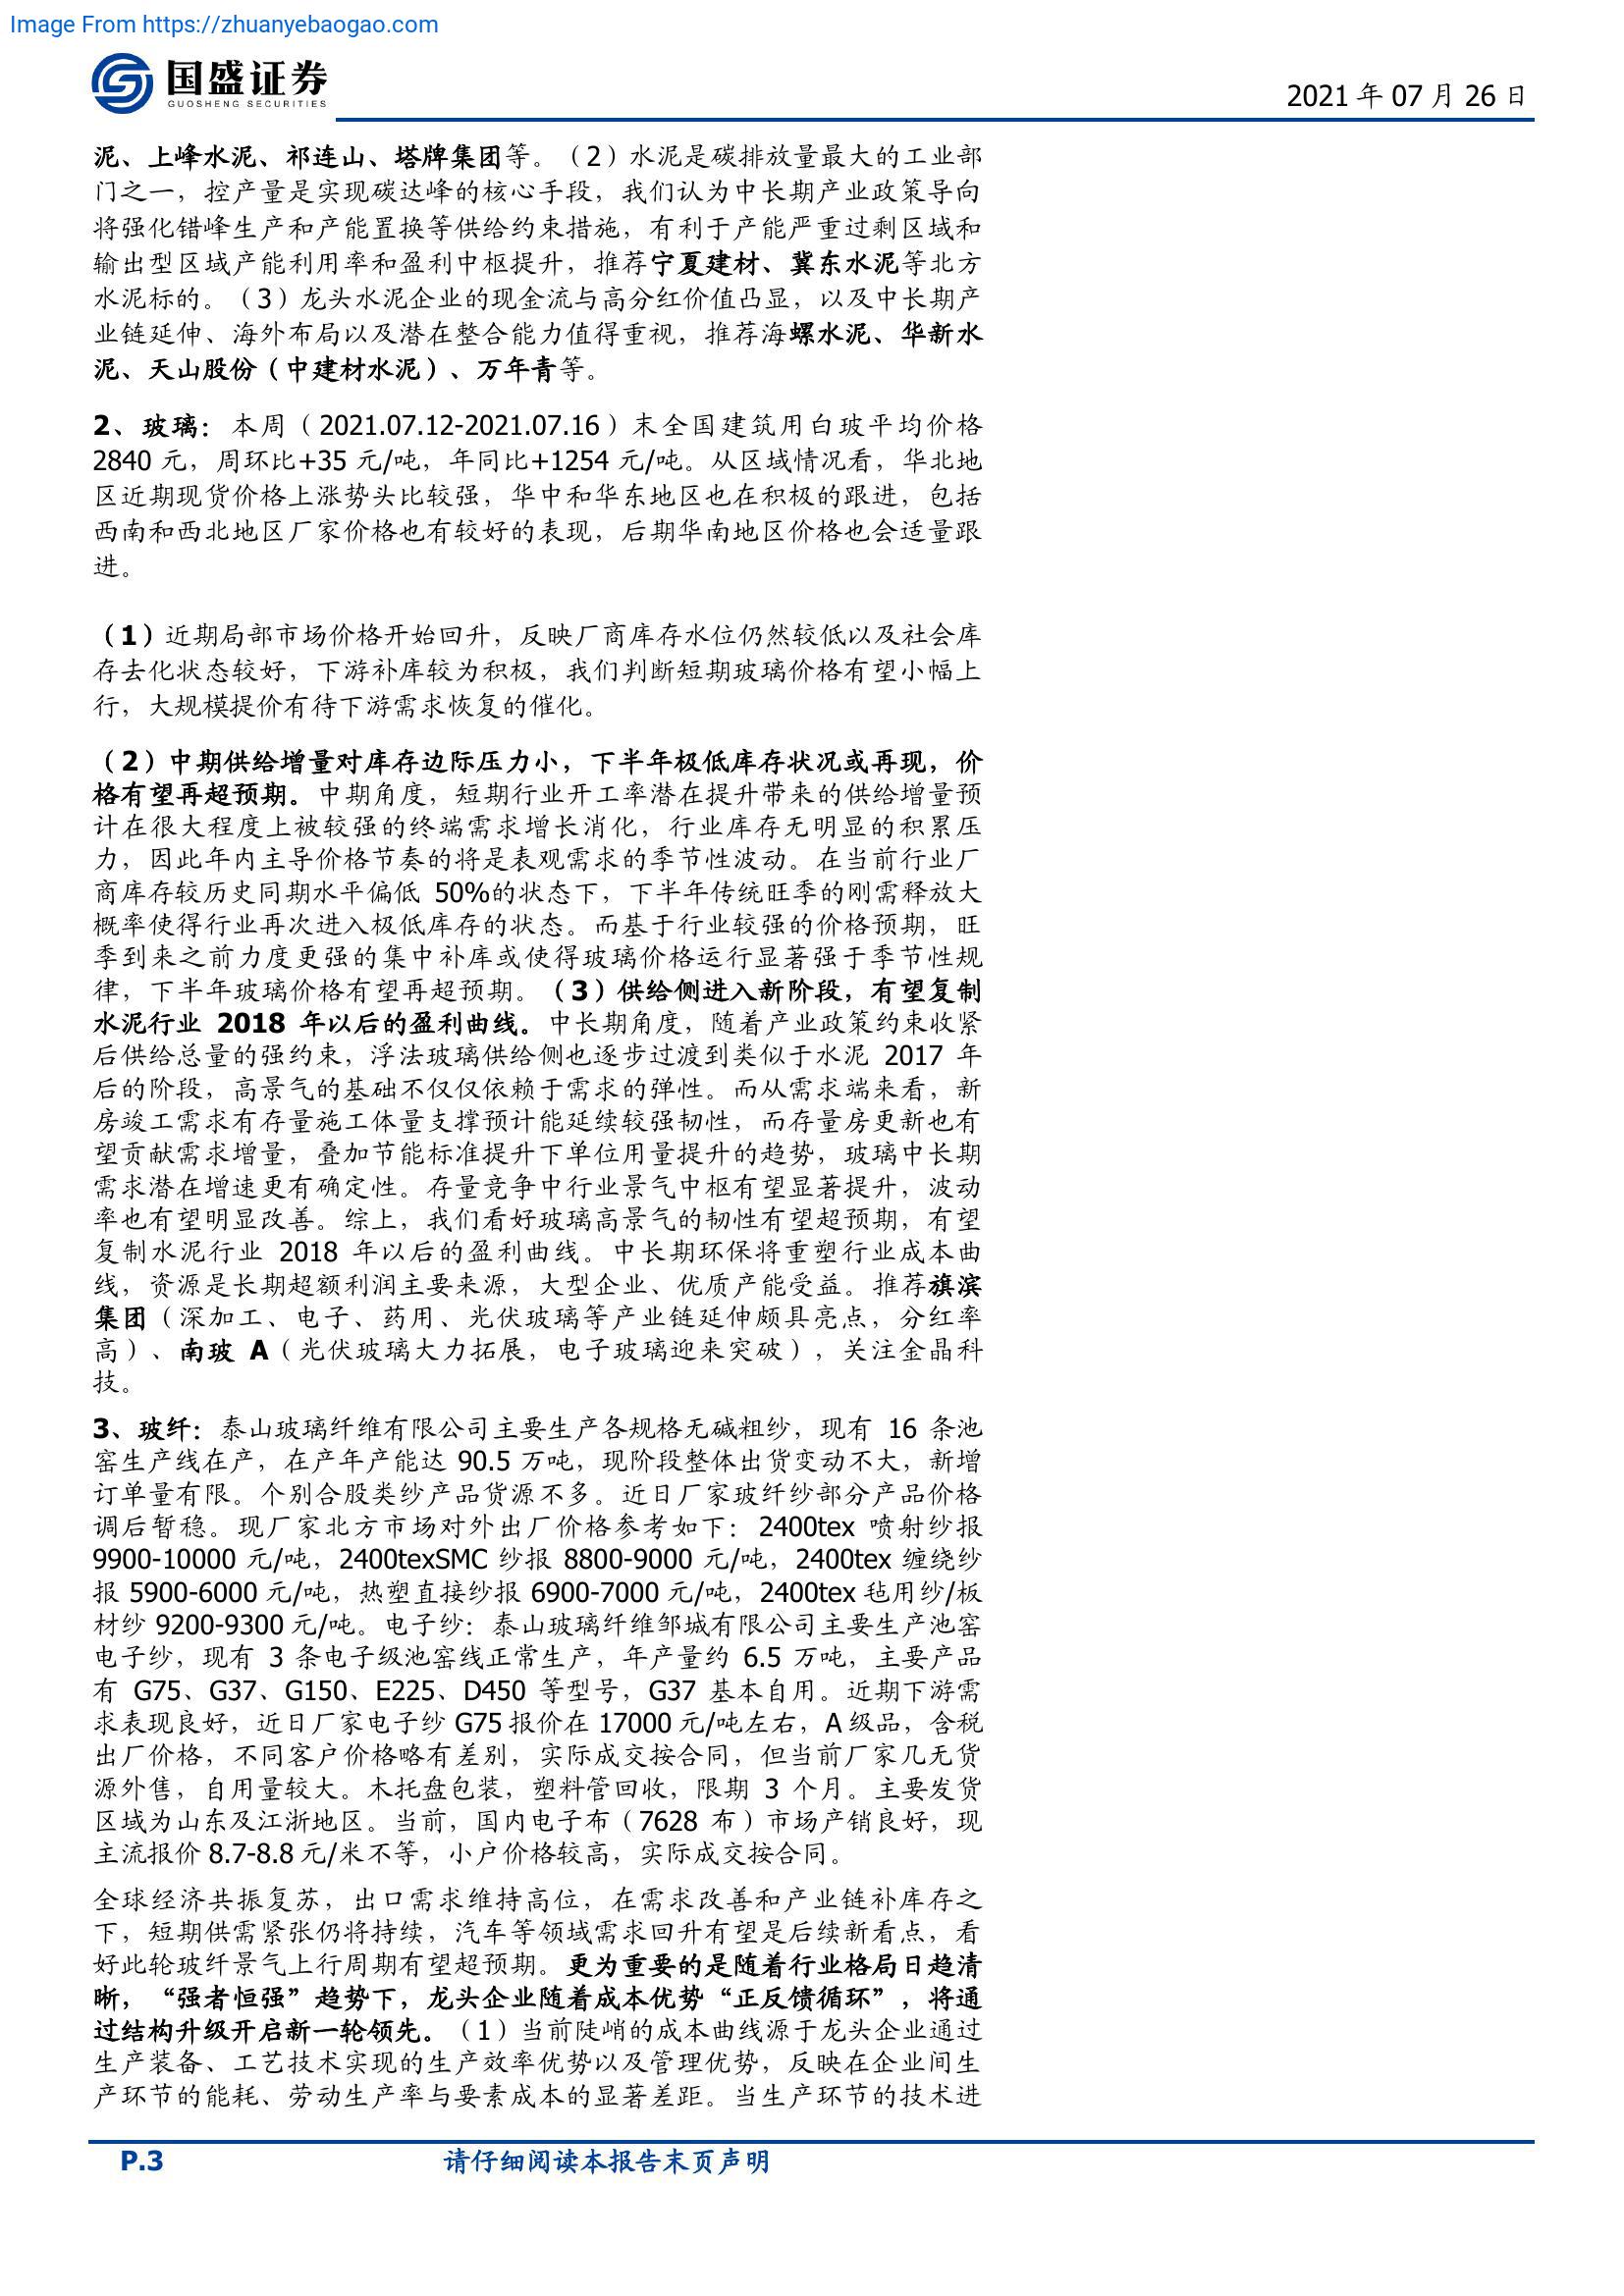 Image From https://zhuanyebaogao.com
国盛证券
GUOSHENG SECURITIES
2021 年 07 月 26 日
泥、上峰水泥、祁连山、塔牌集团等。（2）水泥是碳排放量最大的工业部
门之一，控产量是实现碳达峰的核心手段，我们认为中长期产业政策导向
将强化错峰生产和产能置换等供给约束措施，有利于产能严重过剩区域和
输出型区域产能利用率和盈利中枢提升，推荐宁夏建材、冀东水泥等北方
水泥标的。（3）龙头水泥企业的现金流与高分红价值凸显，以及中长期产
业链延伸、海外布局以及潜在整合能力值得重视，推荐海螺水泥、华新水
泥、天山股份（中建材水泥）、万年青等。
2、玻璃：本周（2021.07.12-2021.07.16）末全国建筑用白玻平均价格
2840 元，周环比+35 元/吨，年同比+1254 元/吨。从区域情况看，华北地
区近期现货价格上涨势头比较强，华中和华东地区也在积极的跟进，包括
西南和西北地区厂家价格也有较好的表现，后期华南地区价格也会适量跟
进。
（1）近期局部市场价格开始回升，反映厂商库存水位仍然较低以及社会库
存去化状态较好，下游补库较为积极，我们判断短期玻璃价格有望小幅上
行，大规模提价有待下游需求恢复的催化。
（2）中期供给增量对库存边际压力小，下半年极低库存状况或再现，价
格有望再超预期。中期角度，短期行业开工率潜在提升带来的供给增量预
计在很大程度上被较强的终端需求增长消化，行业库存无明显的积累压
力，因此年内主导价格节奏的将是表观需求的季节性波动。在当前行业厂
商库存较历史同期水平偏低 50%的状态下，下半年传统旺季的刚需释放大
概率使得行业再次进入极低库存的状态。而基于行业较强的价格预期，旺
季到来之前力度更强的集中补库或使得玻璃价格运行显著强于季节性规
律，下半年玻璃价格有望再超预期。（3）供给侧进入新阶段，有望复制
水泥行业 2018 年以后的盈利曲线。中长期角度，随着产业政策约束收紧
后供给总量的强约束，浮法玻璃供给侧也逐步过渡到类似于水泥 2017 年
后的阶段，高景气的基础不仅仅依赖于需求的弹性。而从需求端来看，新
房竣工需求有存量施工体量支撑预计能延续较强韧性，而存量房更新也有
望贡献需求增量，叠加节能标准提升下单位用量提升的趋势，玻璃中长期
需求潜在增速更有确定性。存量竞争中行业景气中枢有望显著提升，波动
率也有望明显改善。综上，我们看好玻璃高景气的韧性有望超预期，有望
复制水泥行业 2018 年以后的盈利曲线。中长期环保将重塑行业成本曲
线，资源是长期超额利润主要来源，大型企业、优质产能受益。推荐旗滨
集团（深加工、电子、药用、光伏玻璃等产业链延伸颇具亮点，分红率
高）、南玻 A（光伏玻璃大力拓展，电子玻璃迎来突破），关注金晶科
技。
3、玻纤：泰山玻璃纤维有限公司主要生产各规格无碱粗纱，现有 16 条池
窑生产线在产，在产年产能达 90.5 万吨，现阶段整体出货变动不大，新增
订单量有限。个别合股类纱产品货源不多。近日厂家玻纤纱部分产品价格
调后暂稳。现厂家北方市场对外出厂价格参考如下：2400tex 喷射纱报
9900-10000 元/吨，2400texSMC 纱报 8800-9000 元/吨，2400tex 缠绕纱
报 5900-6000 元/吨，热塑直接纱报 6900-7000 元/吨，2400tex 毡用纱/板
材纱 9200-9300 元/吨。电子纱：泰山玻璃纤维邹城有限公司主要生产池窑
电子纱，现有 3 条电子级池窑线正常生产，年产量约 6.5 万吨，主要产品
有 G75、G37、G150、E225、D450 等型号，G37 基本自用。近期下游需
求表现良好，近日厂家电子纱 G75 报价在 17000 元/吨左右，A 级品，含税
出厂价格，不同客户价格略有差别，实际成交按合同，但当前厂家几无货
源外售，自用量较大。木托盘包装，塑料管回收，限期 3 个月。主要发货
区域为山东及江浙地区。当前，国内电子布（7628 布）市场产销良好，现
主流报价 8.7-8.8 元/米不等，小户价格较高，实际成交按合同。
全球经济共振复苏，出口需求维持高位，在需求改善和产业链补库存之
下，短期供需紧张仍将持续，汽车等领域需求回升有望是后续新看点，看
好此轮玻纤景气上行周期有望超预期。更为重要的是随着行业格局日趋清
晰，“强者恒强”趋势下，龙头企业随着成本优势“正反馈循环”，将通
过结构升级开启新一轮领先。（1）当前陡峭的成本曲线源于龙头企业通过
生产装备、工艺技术实现的生产效率优势以及管理优势，反映在企业间生
产环节的能耗、劳动生产率与要素成本的显著差距。当生产环节的技术进
P.3
请仔细阅读本报告末页声明